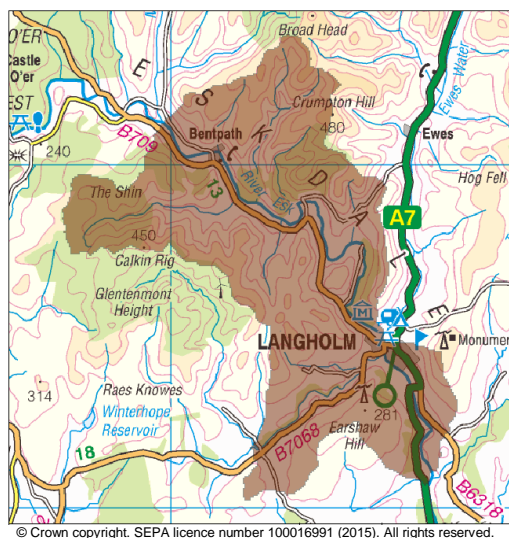 Broad Head
O'ER
Castle
O'er
EST
E
S
K
D
A
L
E
Crumpton Hill
480
Ewes Water
Ewes
B709
Bentpath
240
13
River Esk
Hog Fell
The Shin
A7
450
Calkin Rig
Glentenmont
Height
M
LANGHOLM
Monumen
314
Raes Knowes
Winterhope
Reservoir
281
Earshaw
Hill
18
B7068
B6318
© Crown copyright. SEPA licence number 100016991 (2015). All rights reserved.